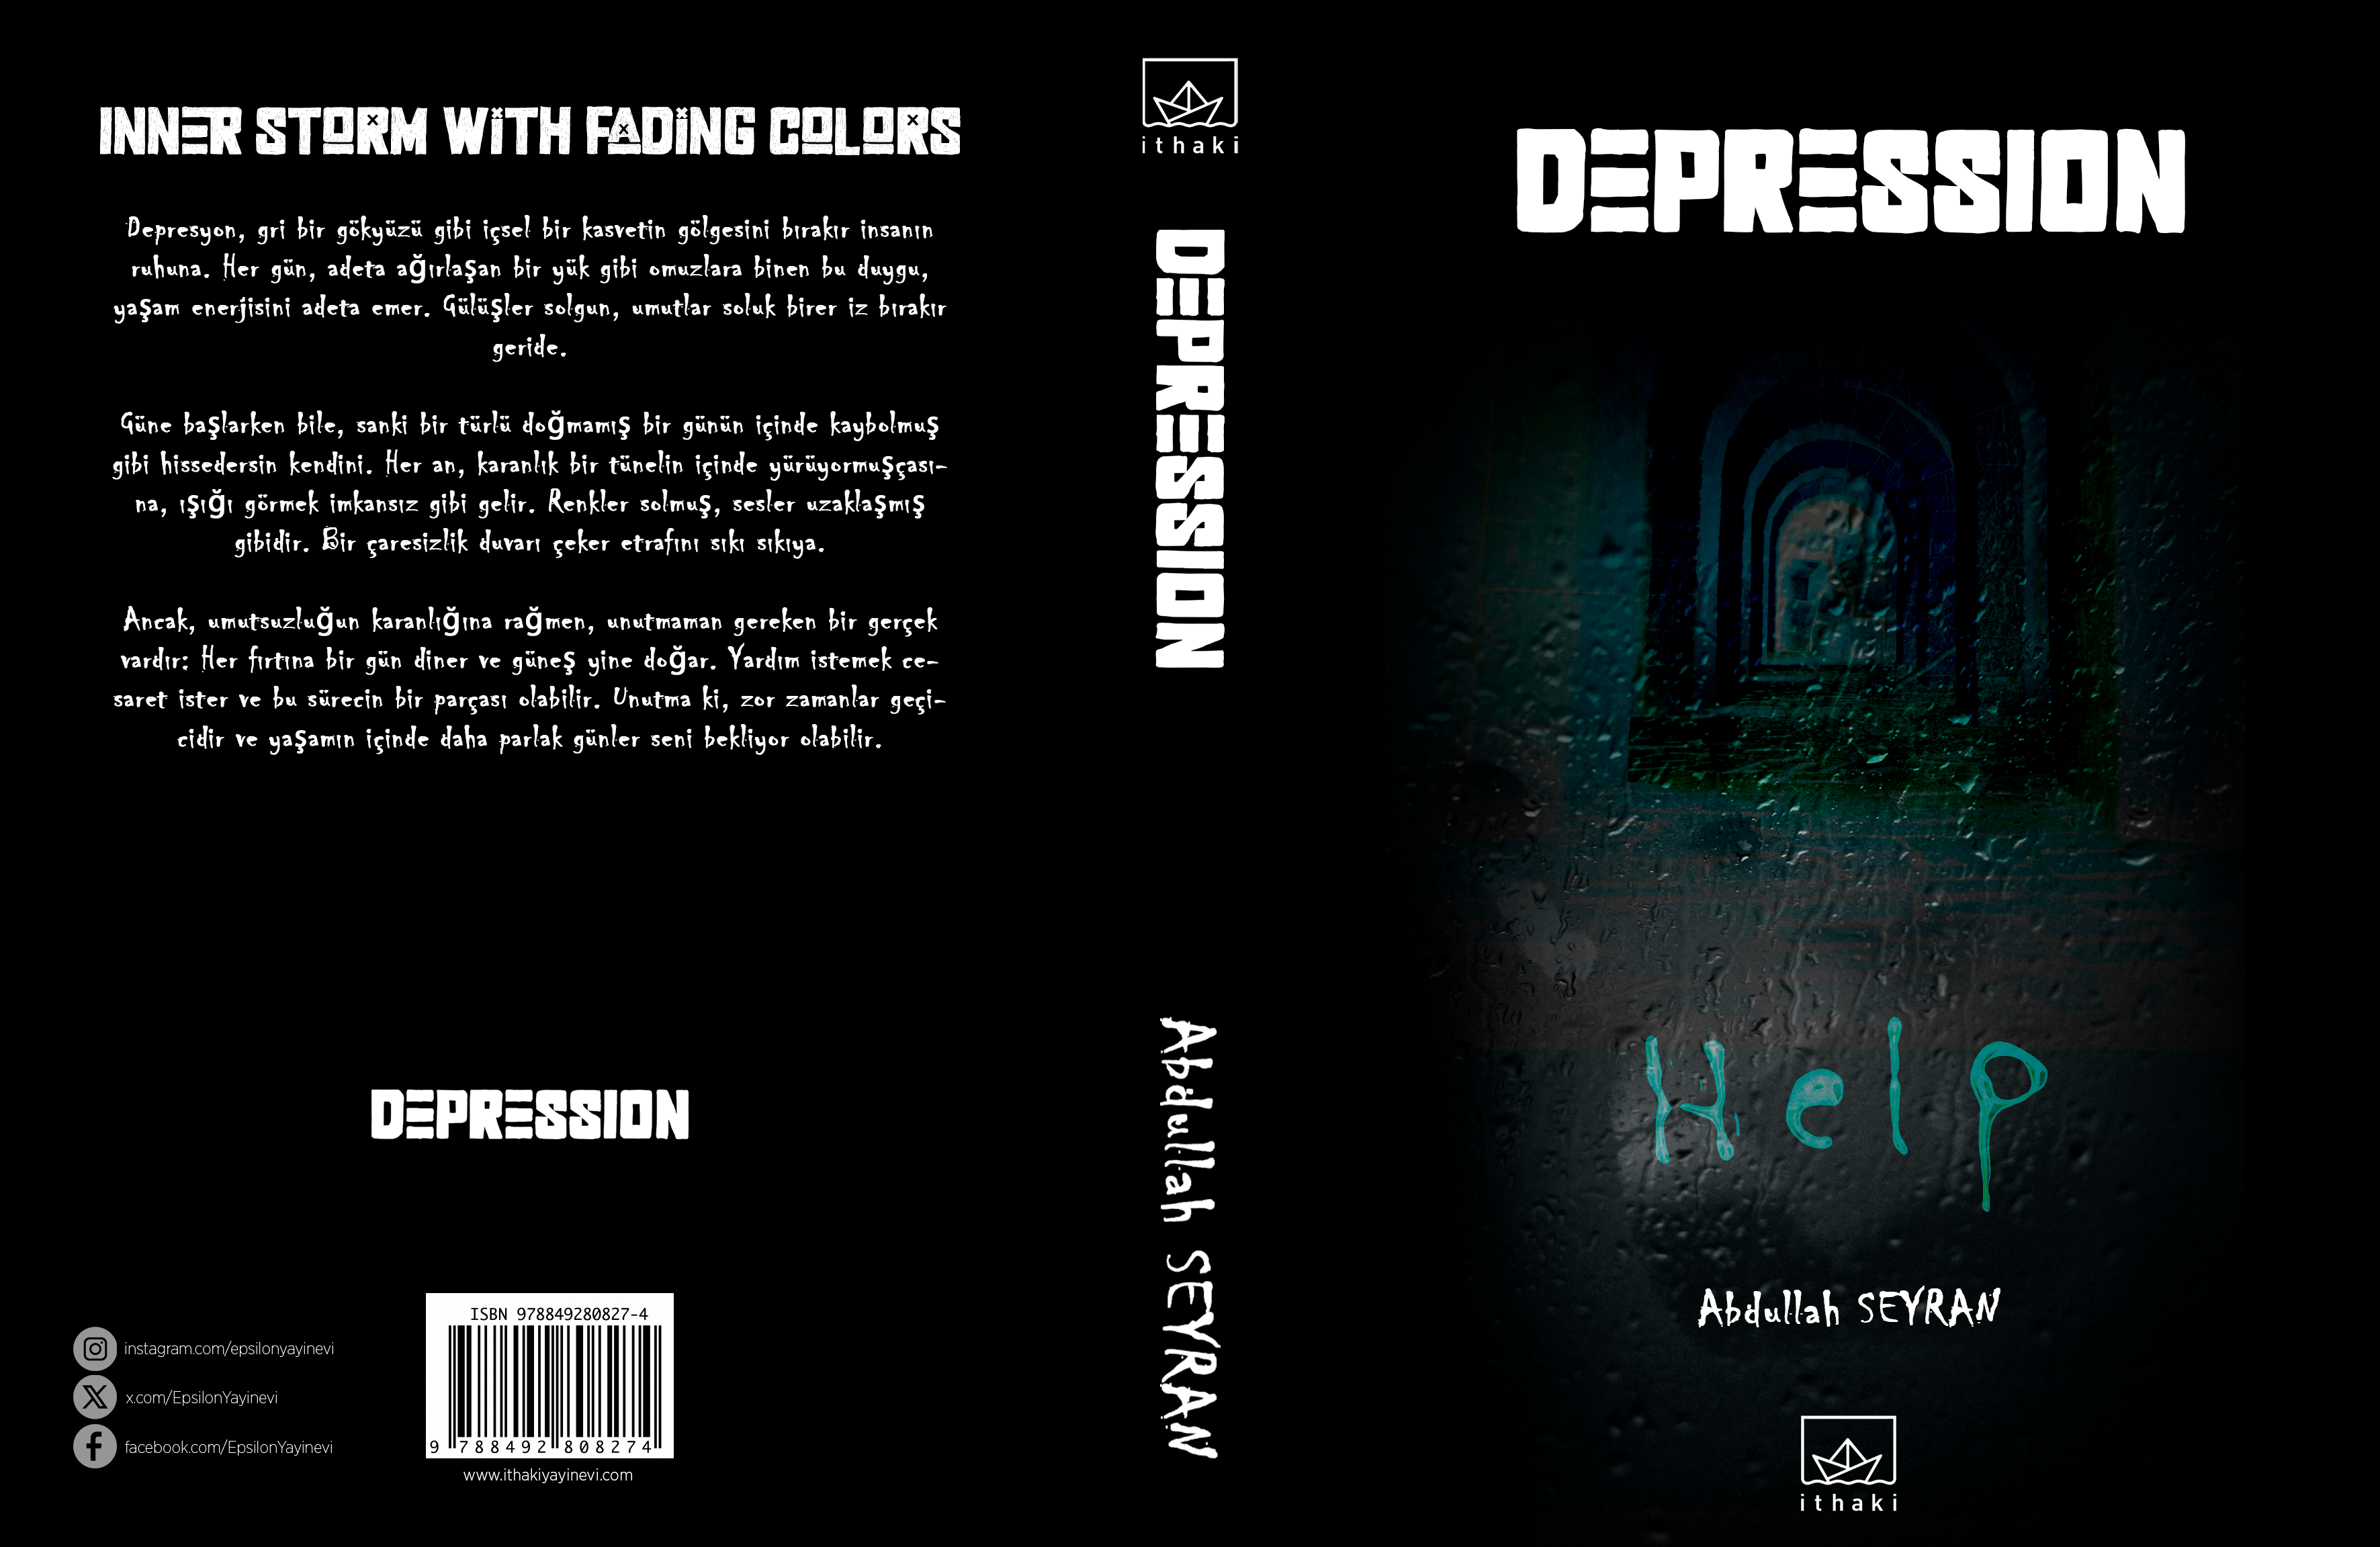 INNER STORM WITH FADING COLORS
Depresyon, gri bir gökyüzü gibi içsel bir kasvetin gölgesini bırakır insanın
ruhuna. Her gün, adeta ağırlaşan bir yük gibi omuzlara binen bu duygu,
yaşam enerjisini adeta emer. Gülüşler solgun, umutlar soluk birer iz bırakır
geride.
Güne başlarken bile, sanki bir türlü doğmamış bir günün içinde kaybolmuş
gibi hissedersin kendini. Her an, karanlık bir tünelin içinde yürüyormuşçası-
na, ışığı görmek imkansız gibi gelir. Renkler solmuş, sesler uzaklaşmış
gibidir. Bir çaresizlik duvarı çeker etrafını sıkı sıkıya.
Ancak, umutsuzluğun karanlığına rağmen, unutmaman gereken bir gerçek
vardır: Her fırtına bir gün diner ve güneş yine doğar. Yardım istemek ce-
saret ister ve bu sürecin bir parçası olabilir. Unutma ki, zor zamanlar geçi-
cidir ve yaşamın içinde daha parlak günler seni bekliyor olabilir.
DEPRESSION
instagram.com/epsilonyayinevi
x.com/EpsilonYayinevi
facebook.com/EpsilonYayinevi
ISBN 978849280827-4
9 788492 808274
www.ithakiyayinevi.com
ithaki
DEPRESSION
Abdullah SEYRAN
DEPRESSION
Help
Abdullah SEYRAN
ithaki